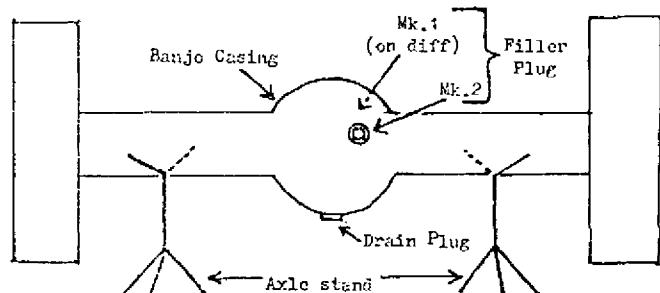 Mk.1
(on diff)
Filler
Plug
Banjo Casing
Mk.2
Drain Plug
Axle stand